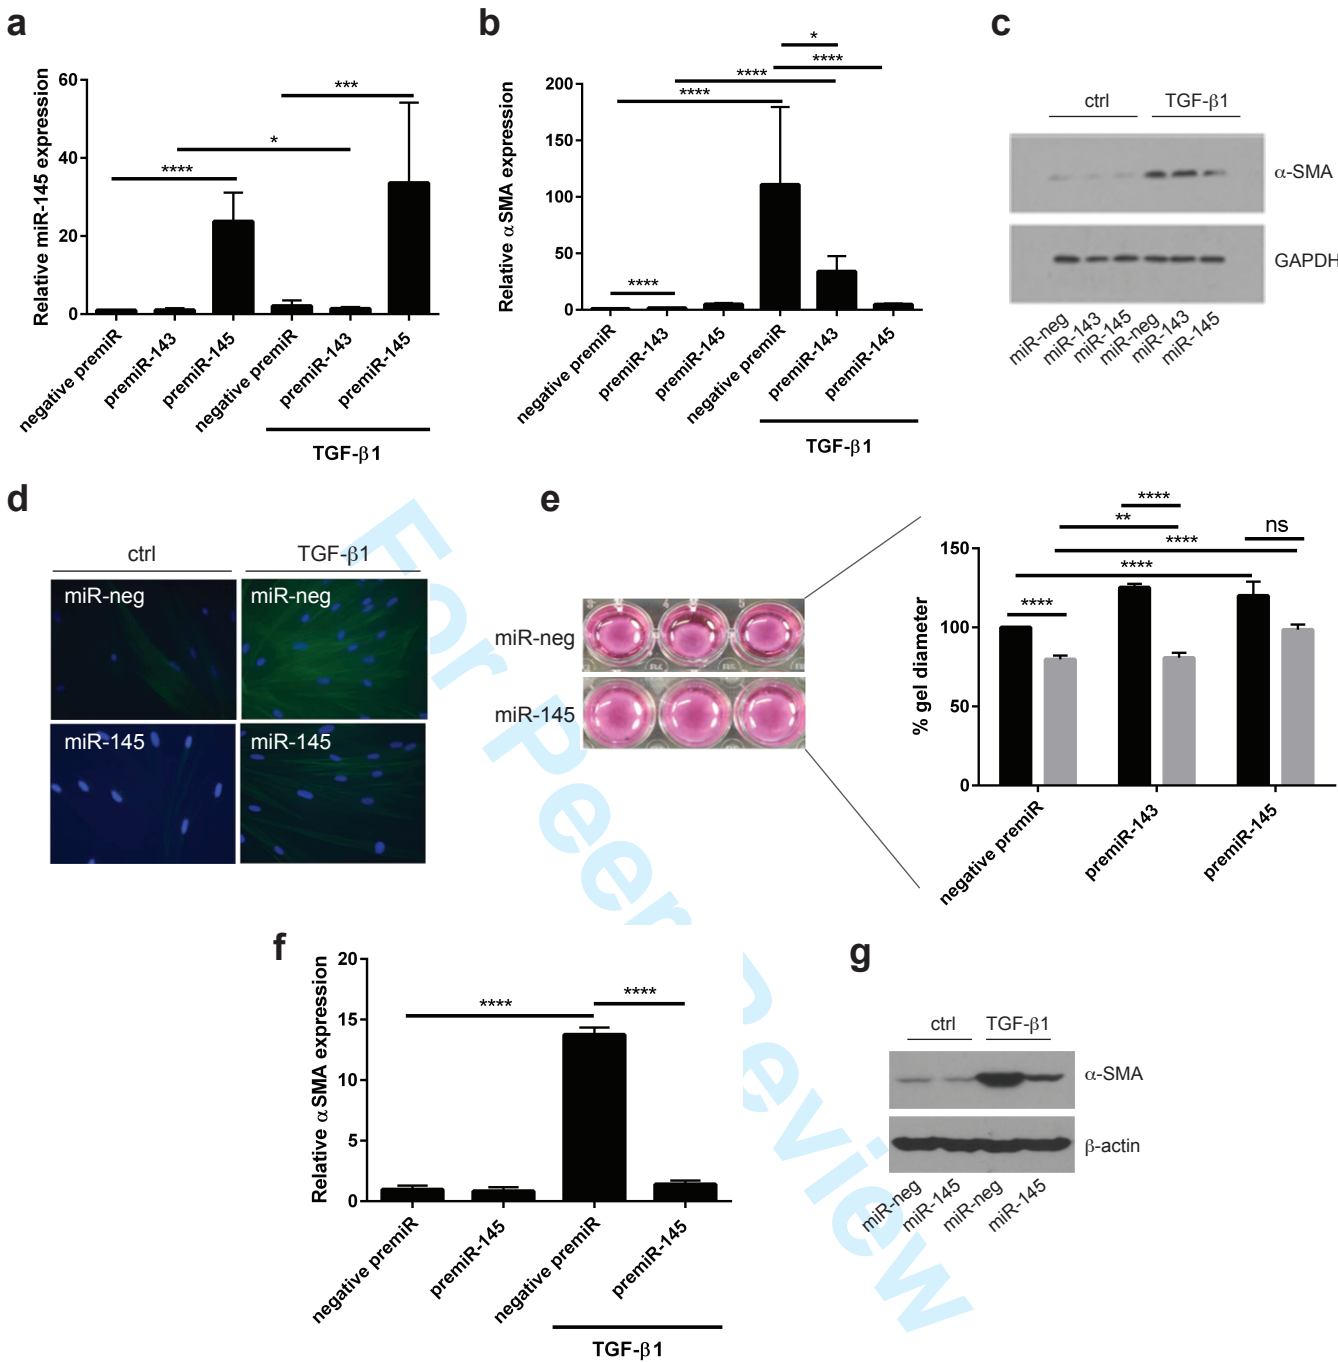 a
Relative miR-145 expression
60
40
20
0
****
*
***
negative premiR
premiR-143
premiR-145
negative premiR
premiR-143
premiR-145
TGF-β1
b
Relative αSMA expression
200
150
100
50
0
*
****
****
****
****
negative premiR
premiR-143
premiR-145
negative premiR
premiR-143
premiR-145
TGF-β1
c
ctrl TGF-β1
α-SMA
GAPDH
miR-neg
miR-143
miR-145
miR-neg
miR-143
miR-145
d
ctrl TGF-β1
miR-neg miR-neg
miR-145 miR-145
e
miR-neg
miR-145
% gel diameter
150
100
50
0
****
**
ns
****
****
****
negative premiR
premiR-143
premiR-145
f
Relative αSMA expression
20
15
10
5
0
****
****
negative premiR
premiR-145
negative premiR
premiR-145
TGF-β1
g
ctrl TGF-β1
α-SMA
β-actin
miR-neg
miR-145
miR-neg
miR-145
For Peer Review